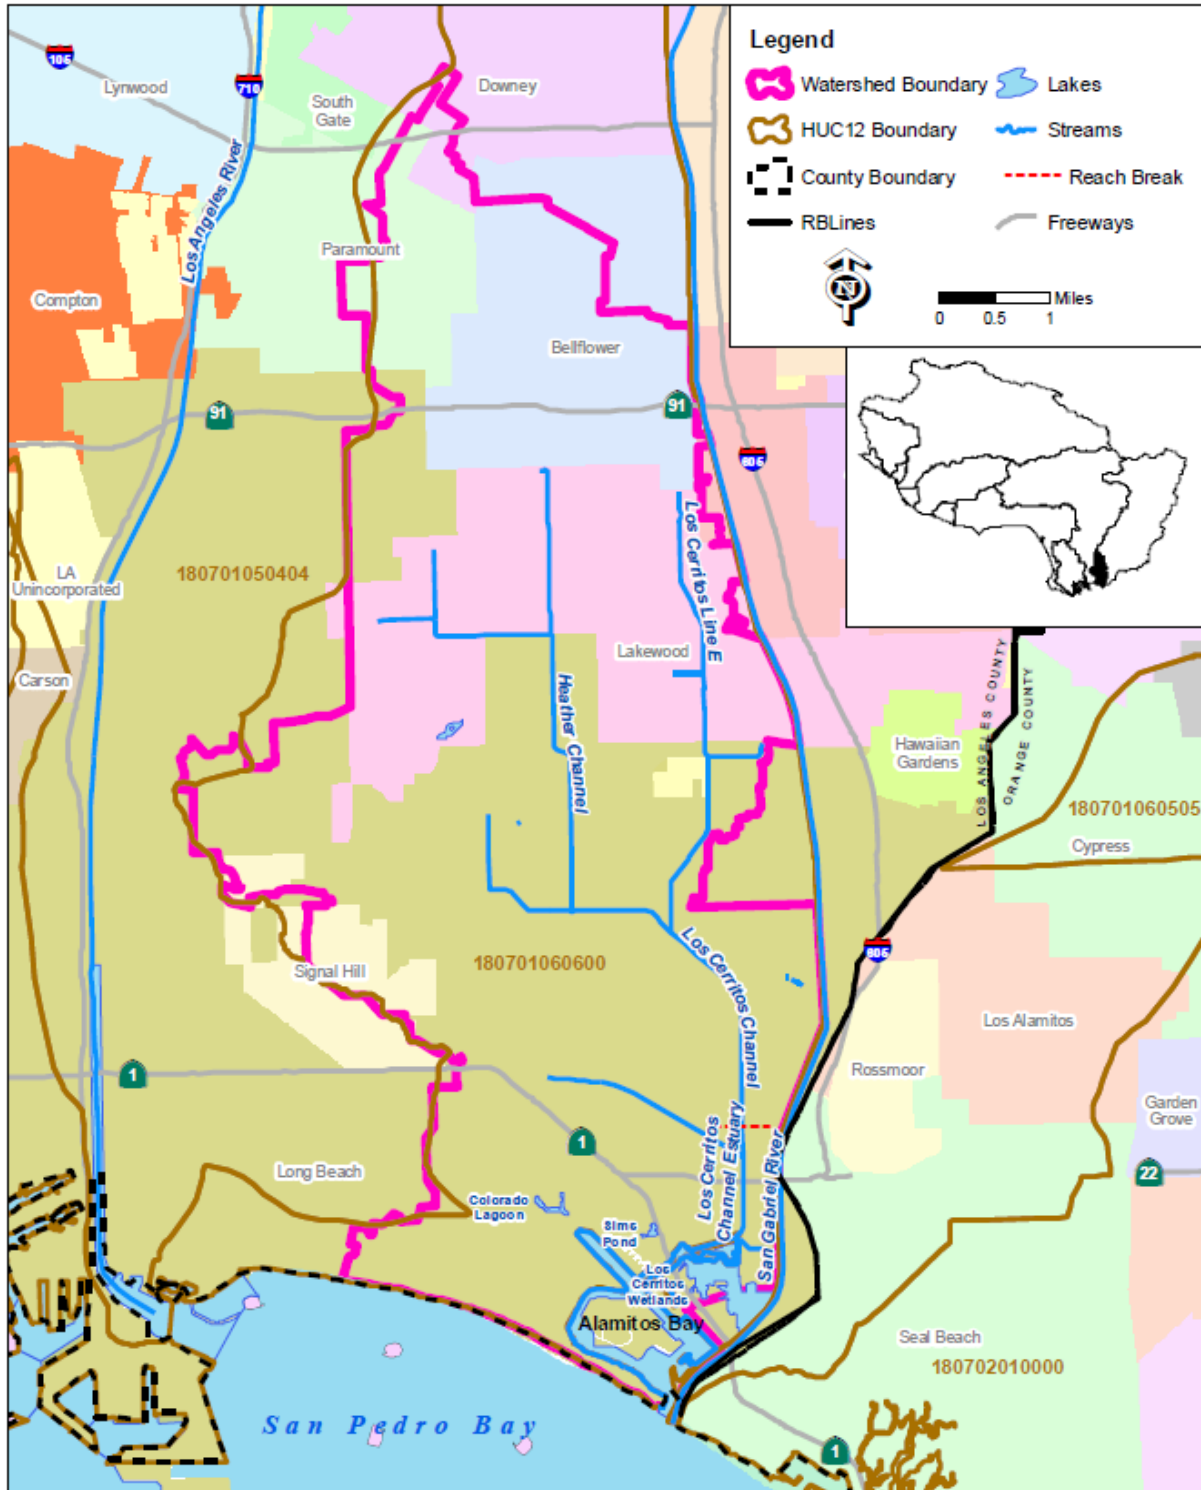 Legend
Watershed Boundary
Lakes
HUC12 Boundary
Streams
County Boundary
Reach Break
RBLines
Freeways
N
Miles
0 0.5 1
105
Lynwood
710
South
Gate
Downey
Los Angeles River
Paramount
Compton
Bellflower
91
91
605
LA
Unincorporated
180701050404
Los Cerritos Line E
Lakewood
Carson
Heather Channel
LOS ANGELES COUNTY
ORANGE COUNTY
Hawaiian
Gardens
180701060505
Cypress
Signal Hill
180701060600
Los Cerritos Channel
605
Los Alamitos
Rossmoor
1
1
Garden
Grove
22
Los Cerritos
Channel Estuary
San Gabriel River
Long Beach
Colorado
Lagoon
Sims
Pond
Los
Cerritos
Wetlands
Alamitos Bay
Seal Beach
180702010000
San Pedro Bay
1